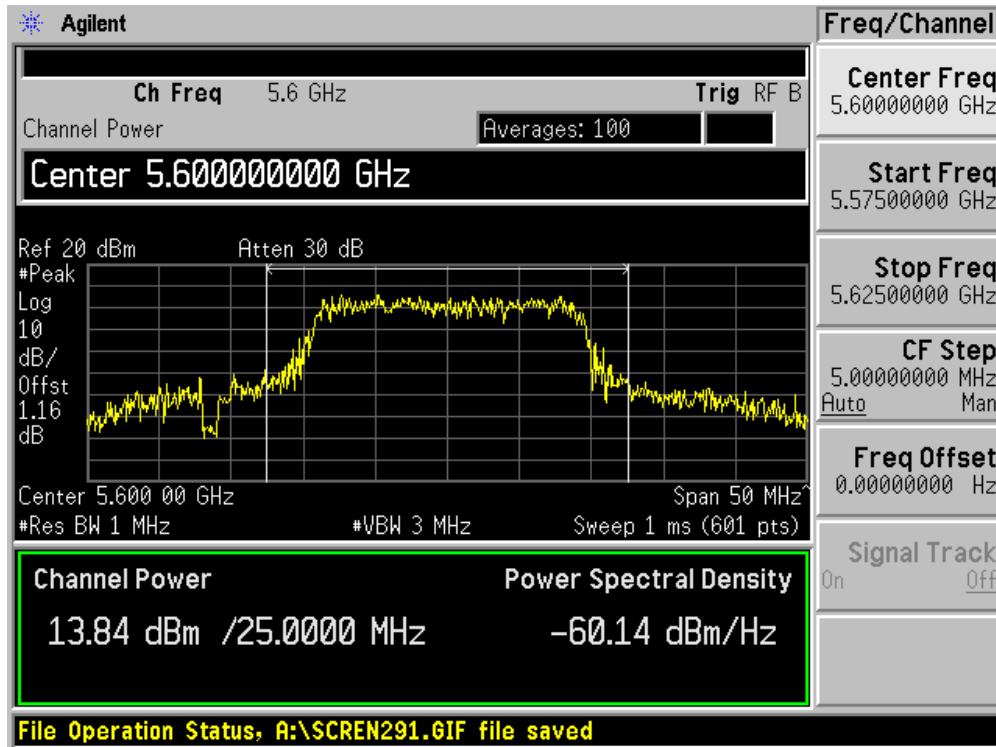 Agilent
Freq/Channel
Ch Freq 5.6 GHz Trig RF B
Channel Power Averages: 100
Center 5.600000000 GHz
Ref 20 dBm Atten 30 dB
#Peak
Log
10
dB/
Offst
1.16
dB
Center 5.600 00 GHz Span 50 MHz^
#Res BW 1 MHz #VBW 3 MHz Sweep 1 ms (601 pts)
Channel Power Power Spectral Density
13.84 dBm /25.0000 MHz -60.14 dBm/Hz
File Operation Status, A:\SCREN291.GIF file saved
Center Freq
5.60000000 GHz
Start Freq
5.57500000 GHz
Stop Freq
5.62500000 GHz
CF Step
5.00000000 MHz
Auto Man
Freq Offset
0.00000000 Hz
Signal Track
On Off